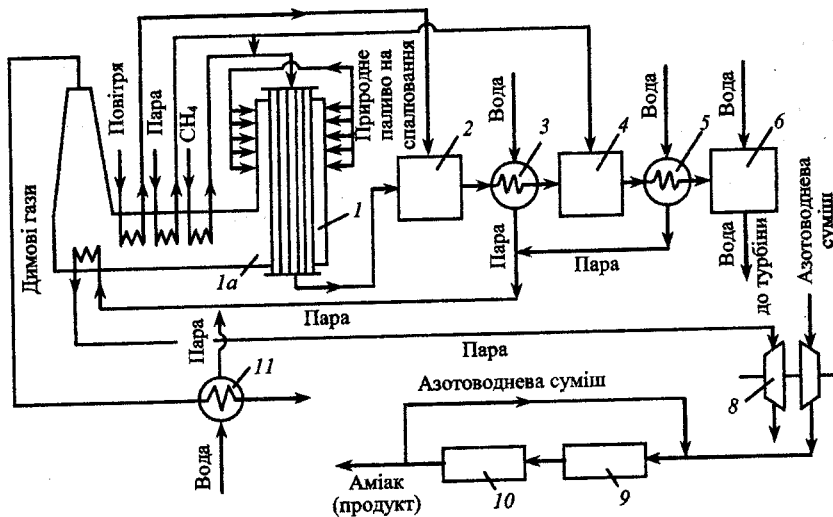 Димові гази
Повітря
Пара
CH₄
Природне
паливо на
спалювання
1
1а
2
Вода
3
4
Вода
5
Вода
6
Пара
Пара
Вода
до турбіни
Азотоводнева
суміш
Пара
Пара
Пара
11
Вода
8
Азотоводнева суміш
Аміак
(продукт)
10
9